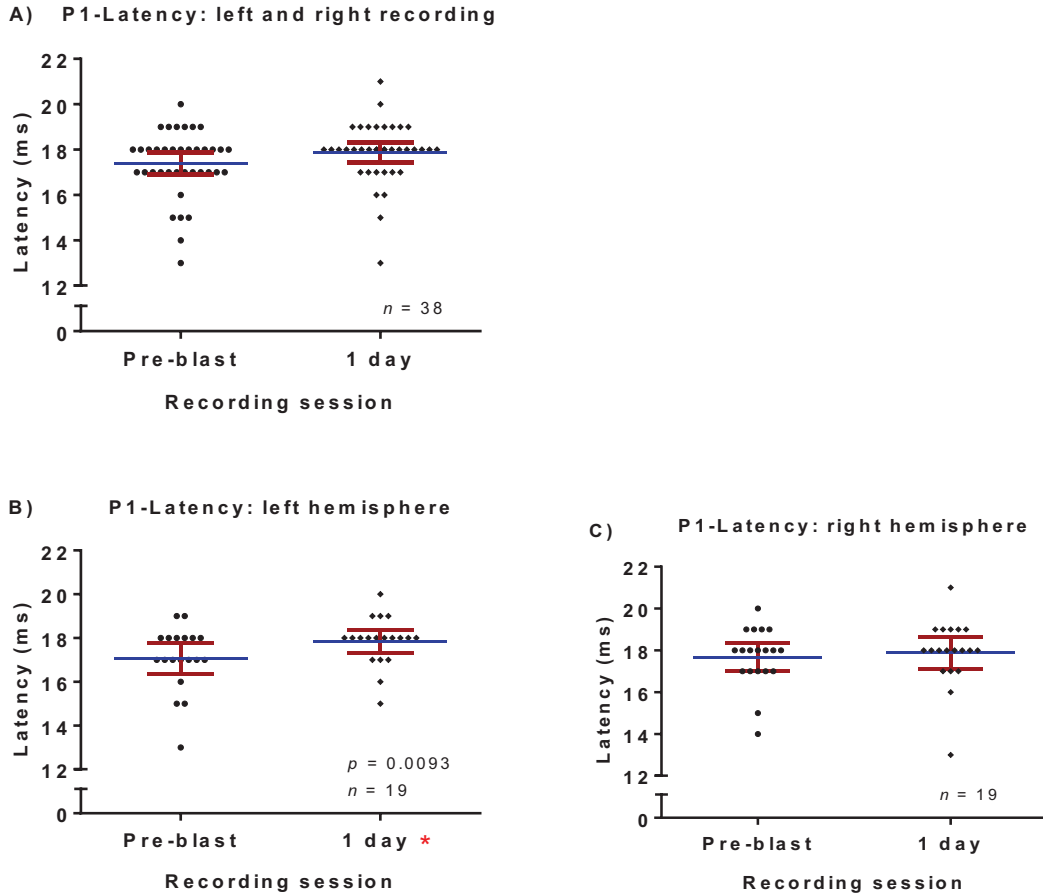 A) P1-Latency: left and right recording
22
20
18
16
14
12
0
Latency (ms)
n = 38
Pre-blast 1 day
Recording session
B) P1-Latency: left hemisphere
22
20
18
16
14
12
0
Latency (ms)
p = 0.0093
n = 19
Pre-blast 1 day *
Recording session
C) P1-Latency: right hemisphere
22
20
18
16
14
12
0
Latency (ms)
n = 19
Pre-blast 1 day
Recording session